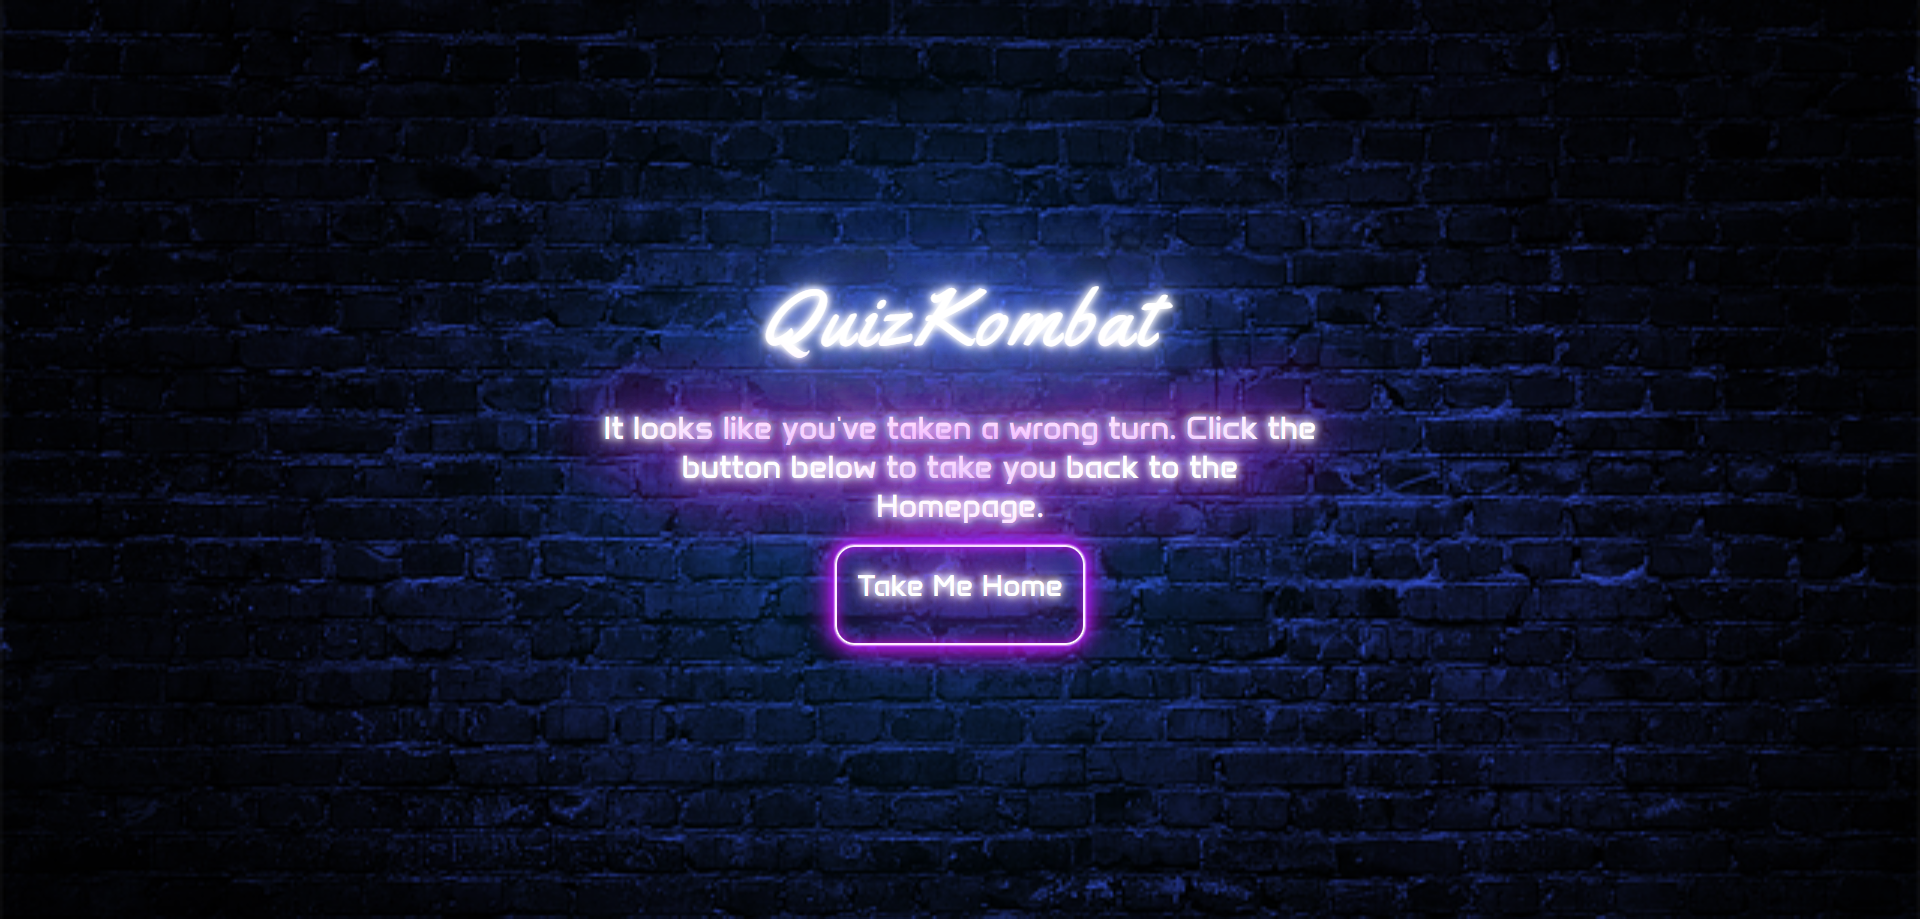 QuizKombat
It looks like you've taken a wrong turn. Click the
button below to take you back to the
Homepage.
Take Me Home